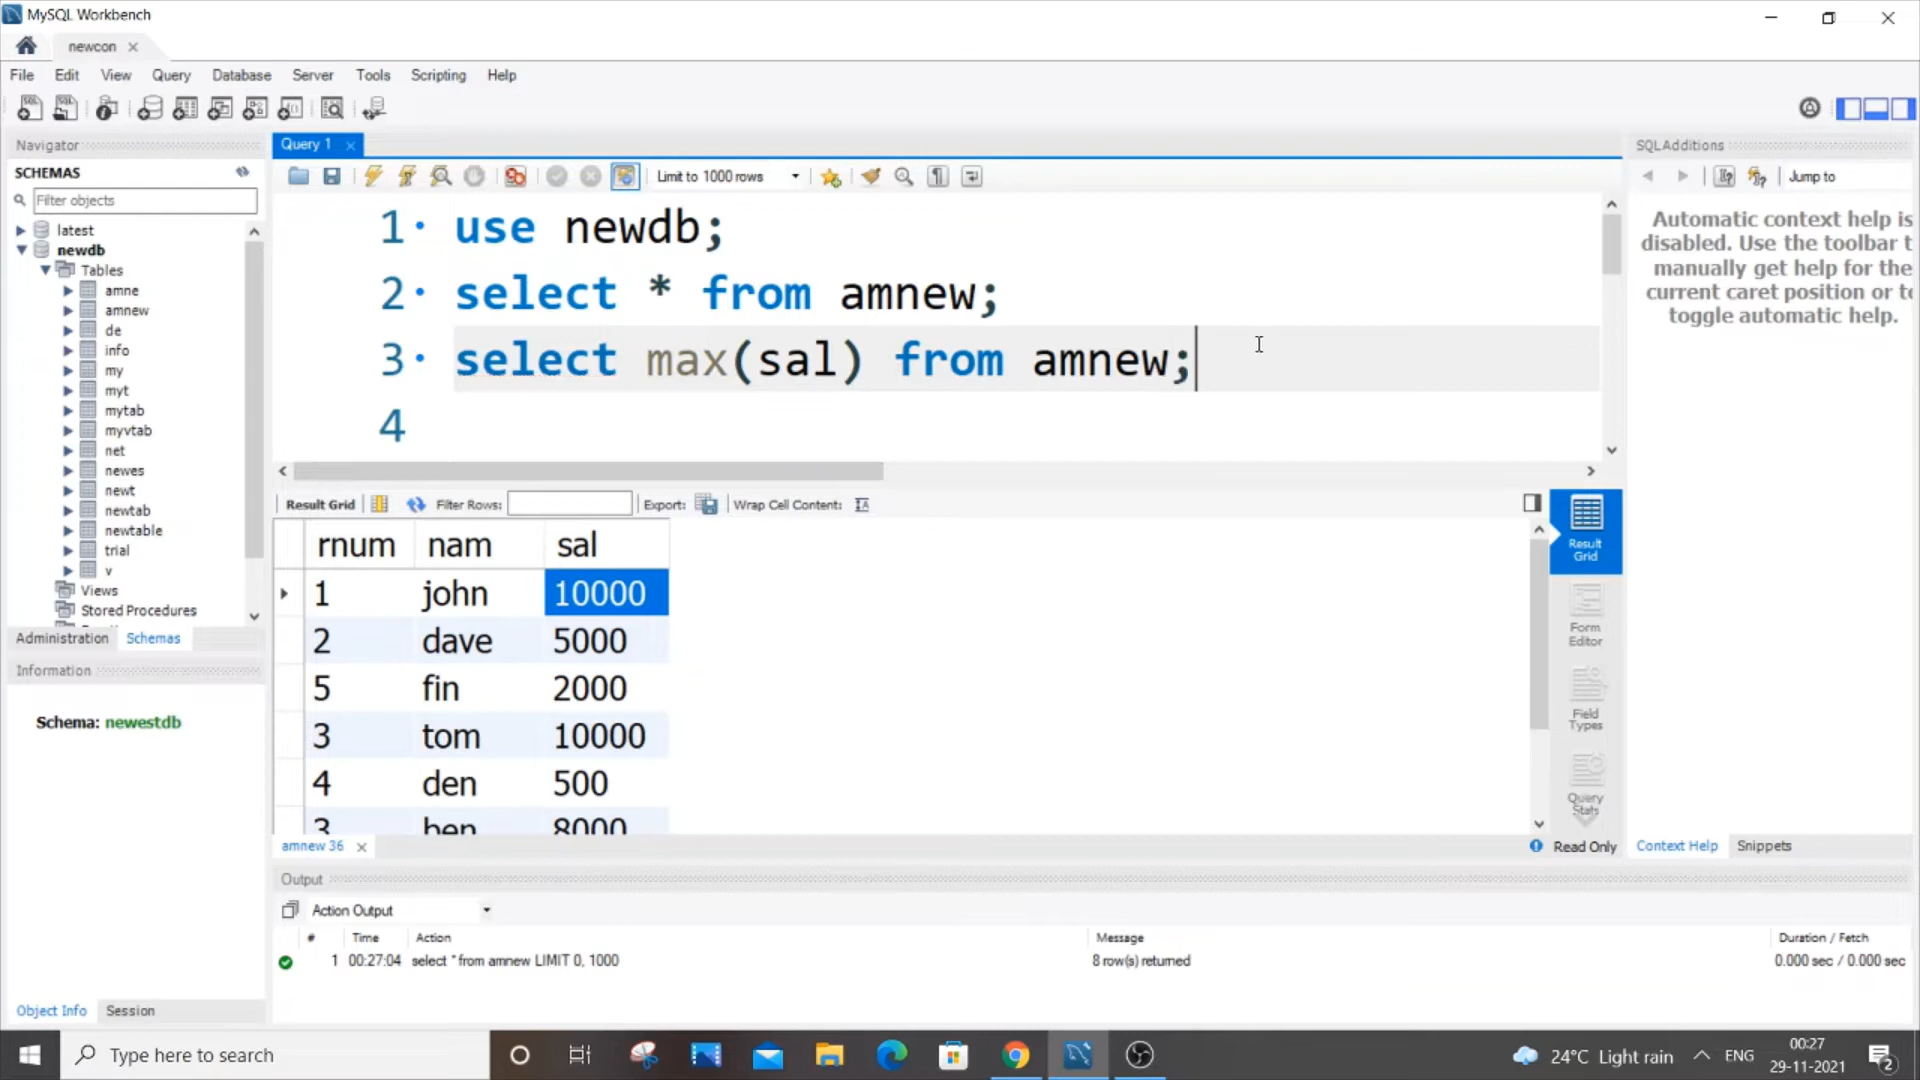 MySQL Workbench
newcon
File Edit View Query Database Server Tools Scripting Help
Navigator
SCHEMAS
Filter objects
latest
newdb
Tables
amne
amnew
de
info
my
myt
mytab
myvtab
net
newes
newt
newtab
newtable
trial
v
Views
Stored Procedures
Administration Schemas
Information
Schema: newestdb
Object Info Session
Query 1
Limit to 1000 rows
1 use newdb;
2 select * from amnew;
3 select max(sal) from amnew;
4
Result Grid Filter Rows: Export: Wrap Cell Content:
rnum nam sal
1 john 10000
2 dave 5000
5 fin 2000
3 tom 10000
4 den 500
3 ben 8000
Result Grid
Form Editor
Field Types
Query Stats
amnew 36
Read Only
SQLAdditions
Jump to
Automatic context help is
disabled. Use the toolbar t
manually get help for the
current caret position or to
toggle automatic help.
Context Help Snippets
Output
Action Output
# Time Action Message Duration / Fetch
1 00:27:04 select * from amnew LIMIT 0, 1000 8 row(s) returned 0.000 sec / 0.000 sec
Type here to search
24°C Light rain ENG
00:27
29-11-2021
2